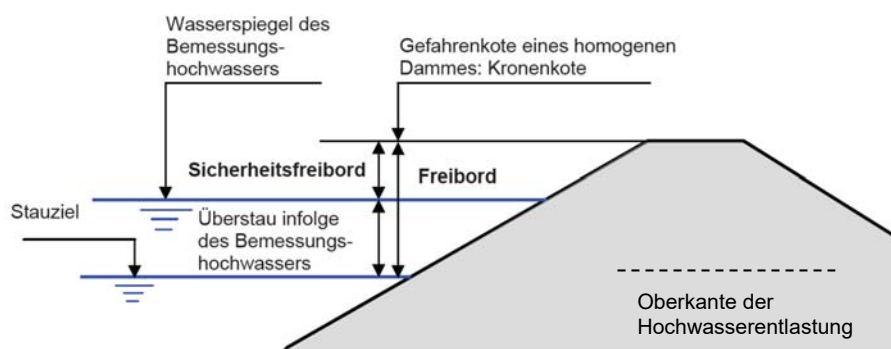 Wasserspiegel des
Bemessungs-
hochwassers
Gefahrenkote eines homogenen
Dammes: Kronenkote
Sicherheitsfreibord
Freibord
Stauziel
Überstau infolge
des Bemessungs-
hochwassers
Oberkante der
Hochwasserentlastung